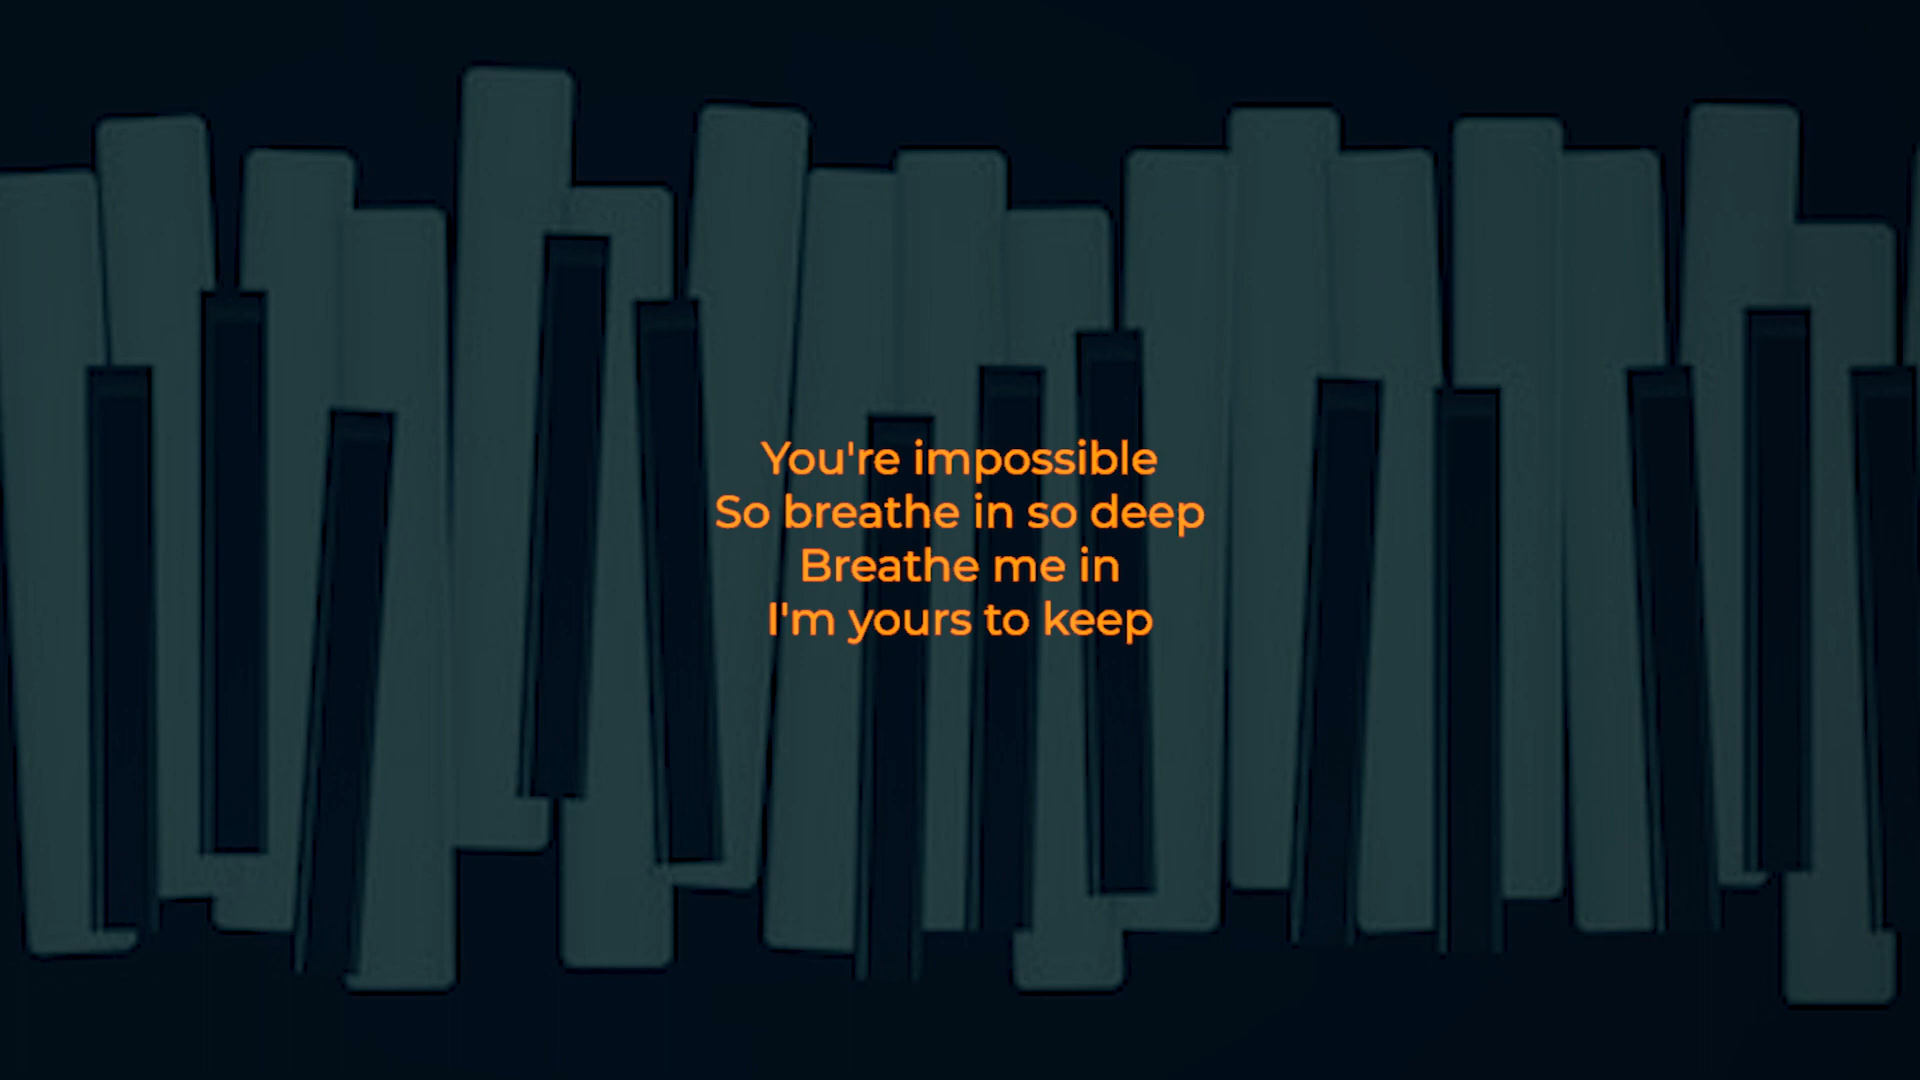 You're impossible
So breathe in so deep
Breathe me in
I'm yours to keep